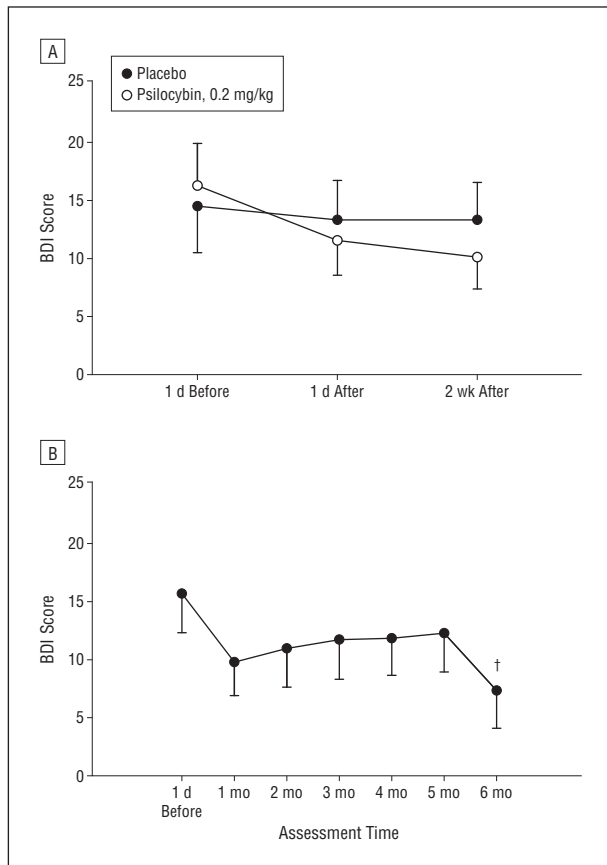 A
25
20
15
10
5
0
BDI Score
Placebo
Psilocybin, 0.2 mg/kg
1 d Before
1 d After
2 wk After
B
25
20
15
10
5
0
BDI Score
†
1 d
Before
1 mo
2 mo
3 mo
4 mo
5 mo
6 mo
Assessment Time